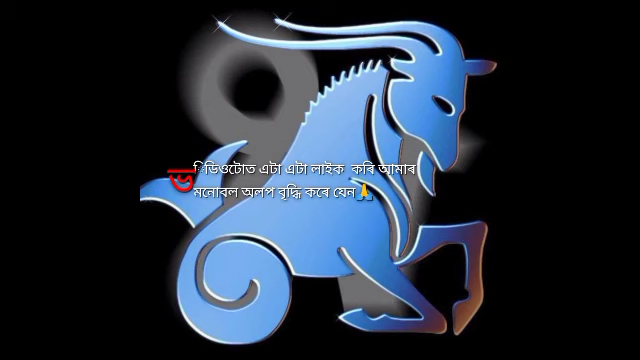 ভিডিওটোত এটা এটা লাইক কৰি আমাৰ
মনোবল অলপ বৃদ্ধি কৰে যেন🙏